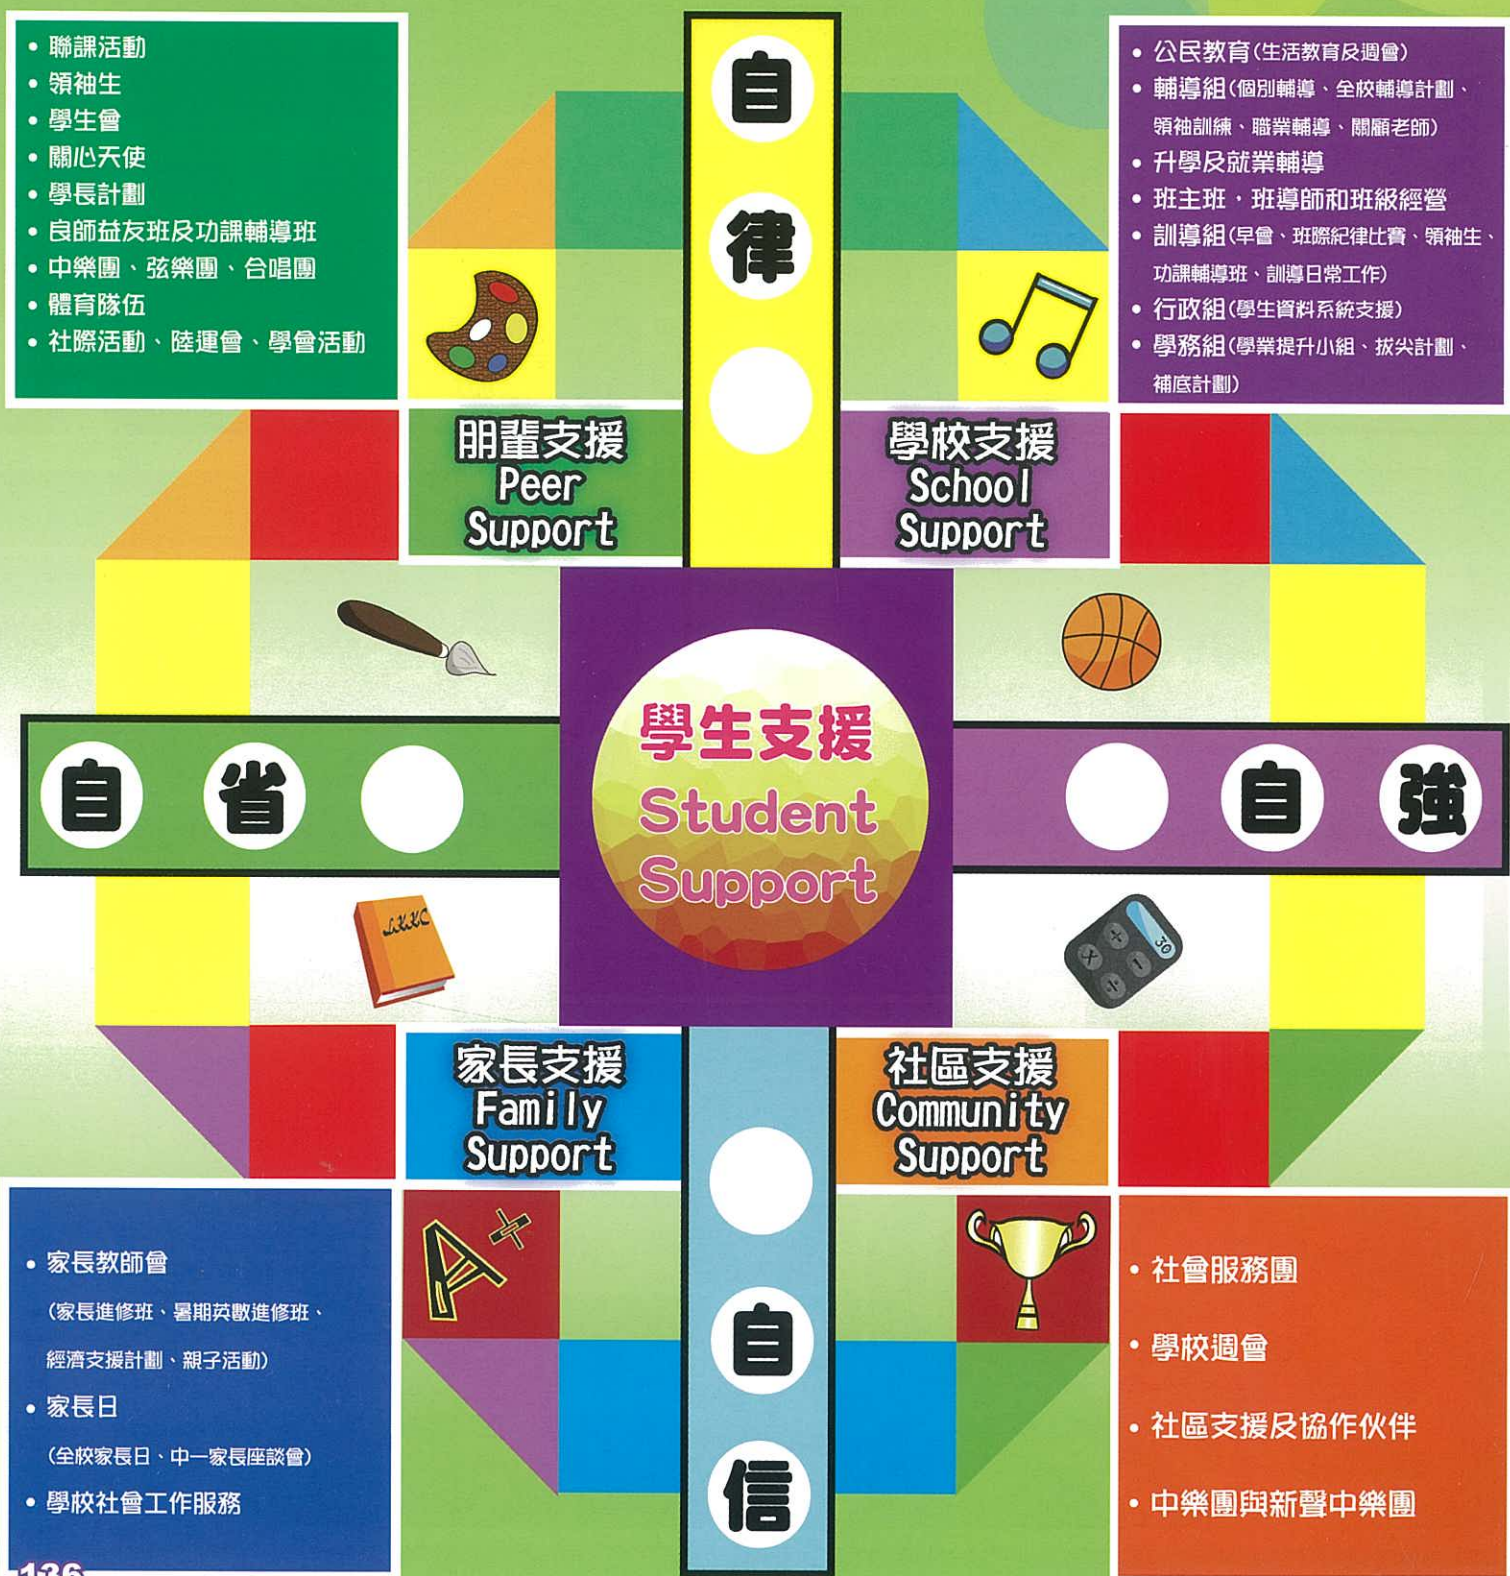 • 聯課活動
• 領袖生
• 學生會
• 關心天使
• 學長計劃
• 良師益友班及功課輔導班
• 中樂團、弦樂團、合唱團
• 體育隊伍
• 社際活動、陸運會、學會活動
自
律
• 公民教育(生活教育及週會)
• 輔導組(個別輔導、全校輔導計劃、
領袖訓練、職業輔導、關顧老師)
• 升學及就業輔導
• 班主班,班導師和班級經營
• 訓導組(早會、班際紀律比賽、領袖生、
功課輔導班、訓導日常工作)
• 行政組(學生資料系統支援)
• 學務組(學業提升小組、拔尖計劃、
補底計劃)
朋輩支援
Peer
Support
學校支援
School
Support
自 省
學生支援
Student
Support
自 強
LKKC
30
+
×
-
÷
家長支援
Family
Support
社區支援
Community
Support
A+
自
信
• 家長教師會
(家長進修班、暑期英數進修班、
經濟支援計劃、親子活動)
• 家長日
(全校家長日、中一家長座談會)
• 學校社會工作服務
• 社會服務團
• 學校週會
• 社區支援及協作伙伴
• 中樂團與新聲中樂團
136